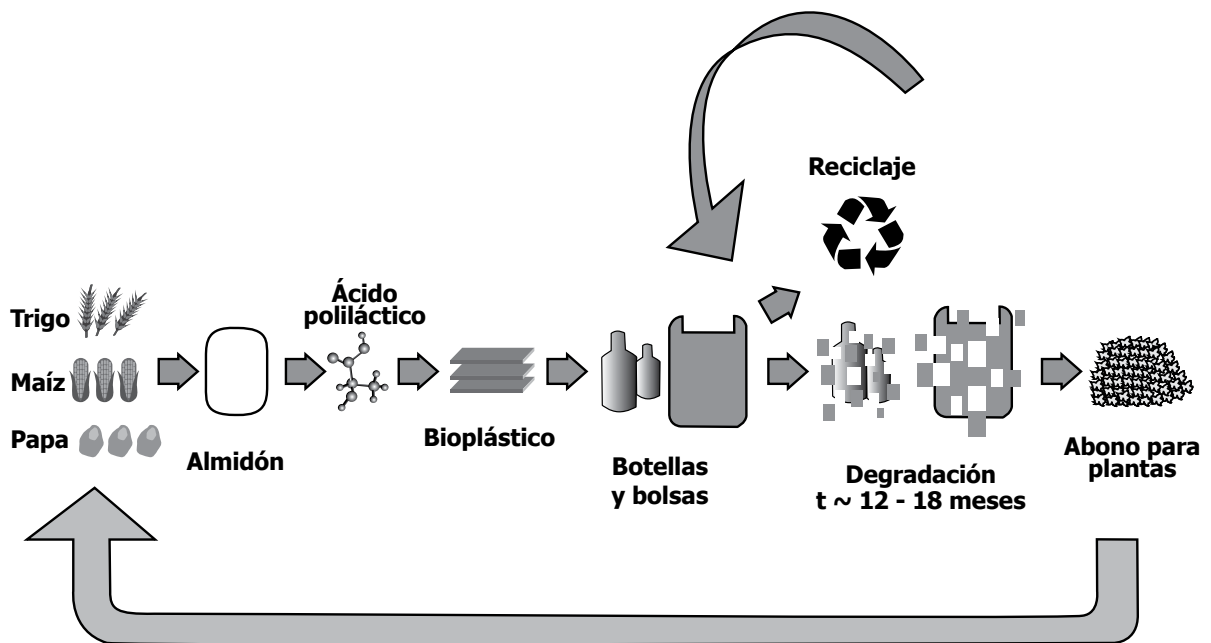 Reciclaje
Trigo
Maíz
Papa
Almidón
Ácido
poliláctico
Bioplástico
Botellas
y bolsas
Degradación
t ~ 12 - 18 meses
Abono para
plantas